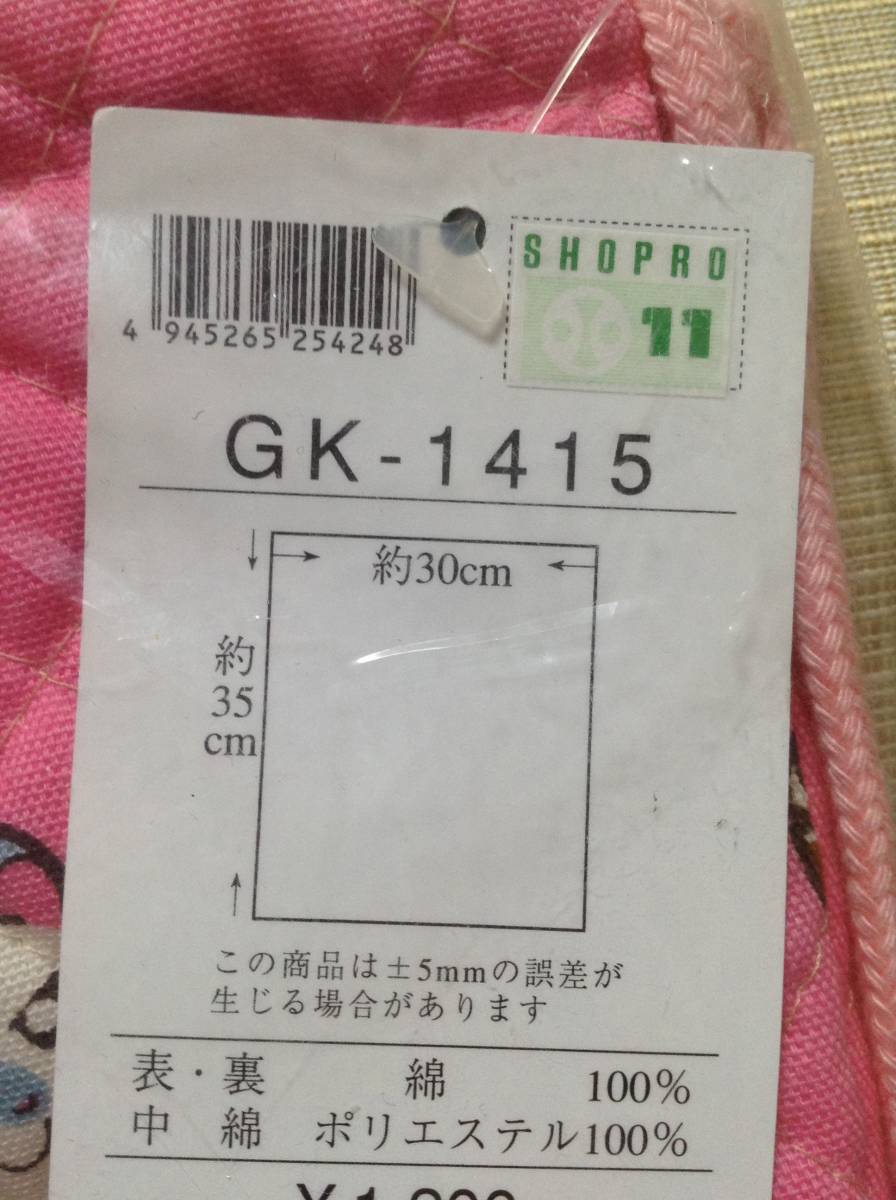 SHOPRO
11
4 945265 254248
GK-1415
約30cm
約
35
cm
この商品は±5mmの誤差が
生じる場合があります
表・裏 綿 100%
中 綿 ポリエステル100%